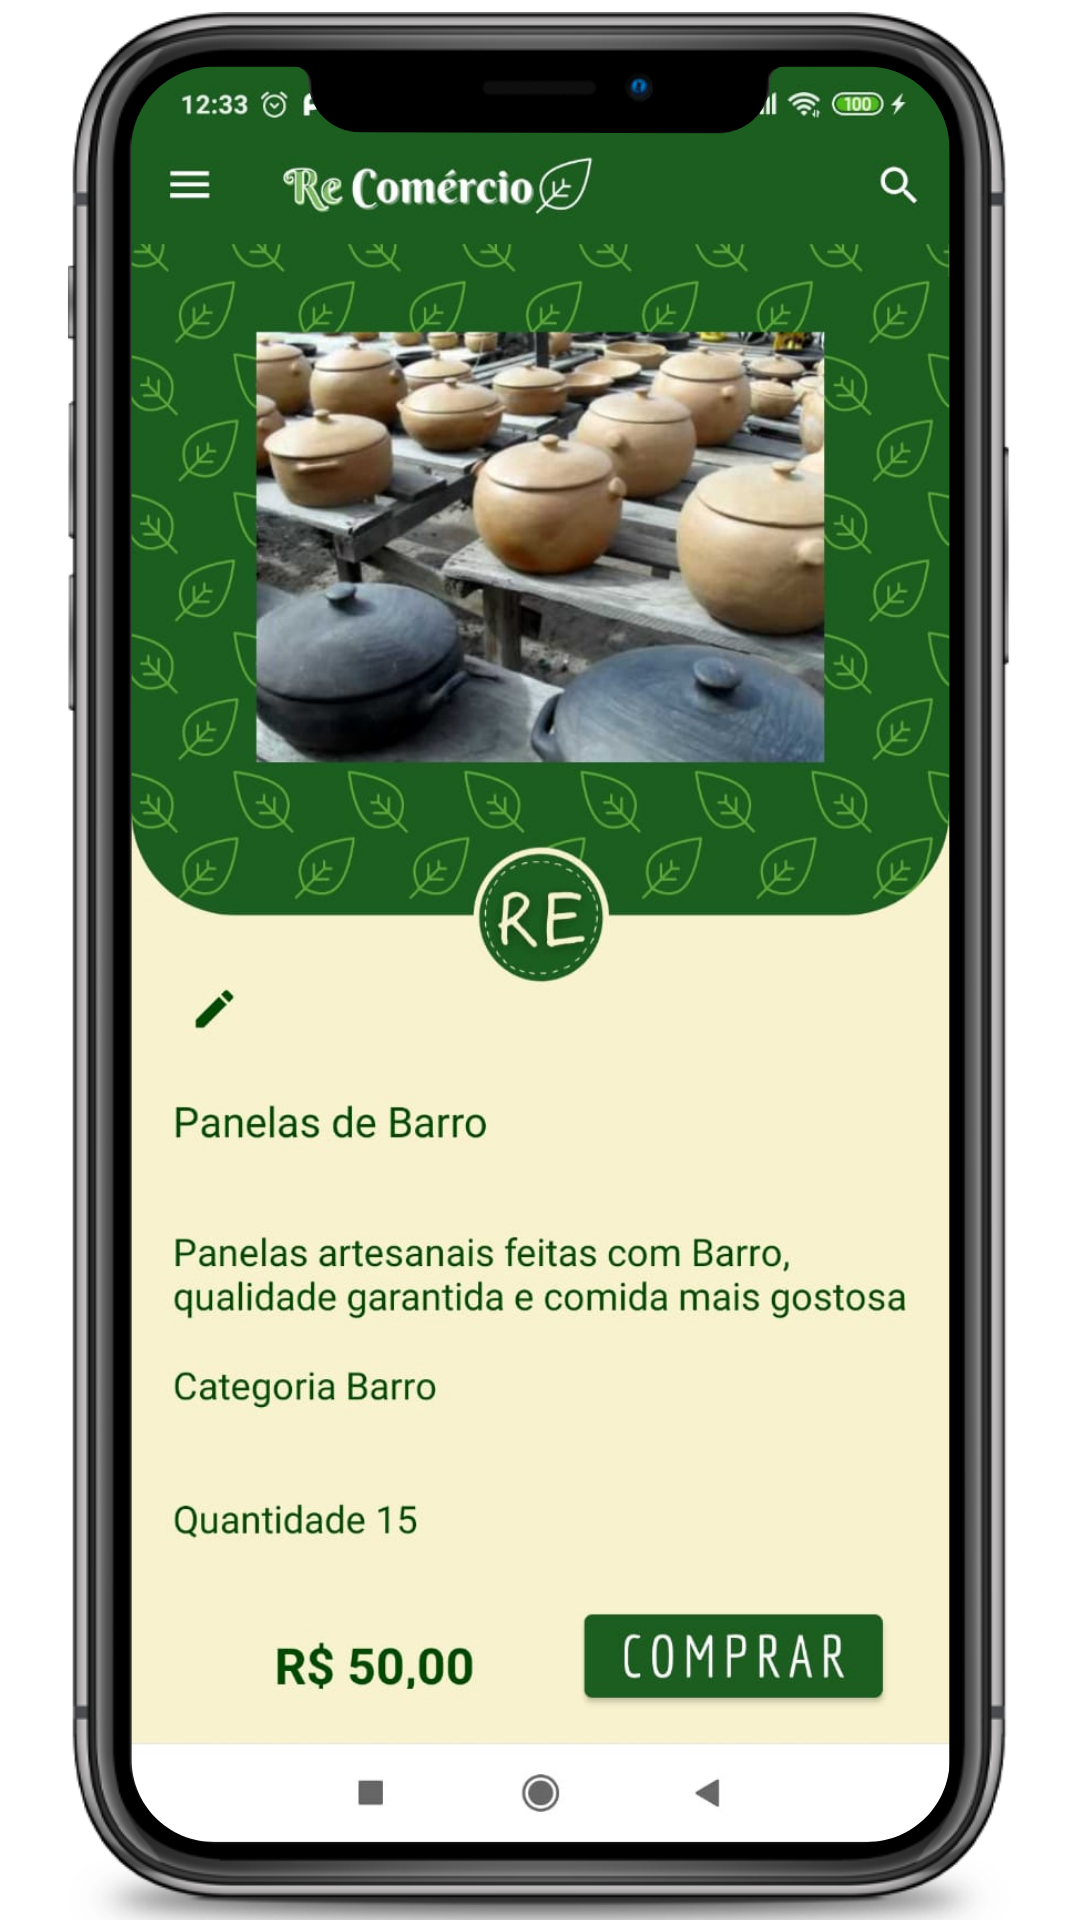 12:33
100
Re Comércio
RE
Panelas de Barro
Panelas artesanais feitas com Barro,
qualidade garantida e comida mais gostosa
Categoria Barro
Quantidade 15
R$ 50,00
COMPRAR